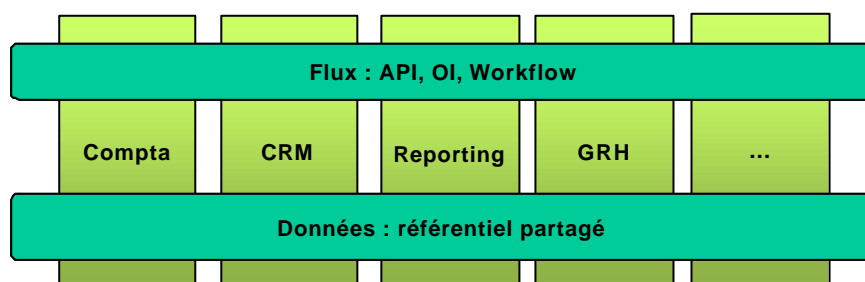 Flux : API, OI, Workflow
Compta CRM Reporting GRH ...
Données : référentiel partagé